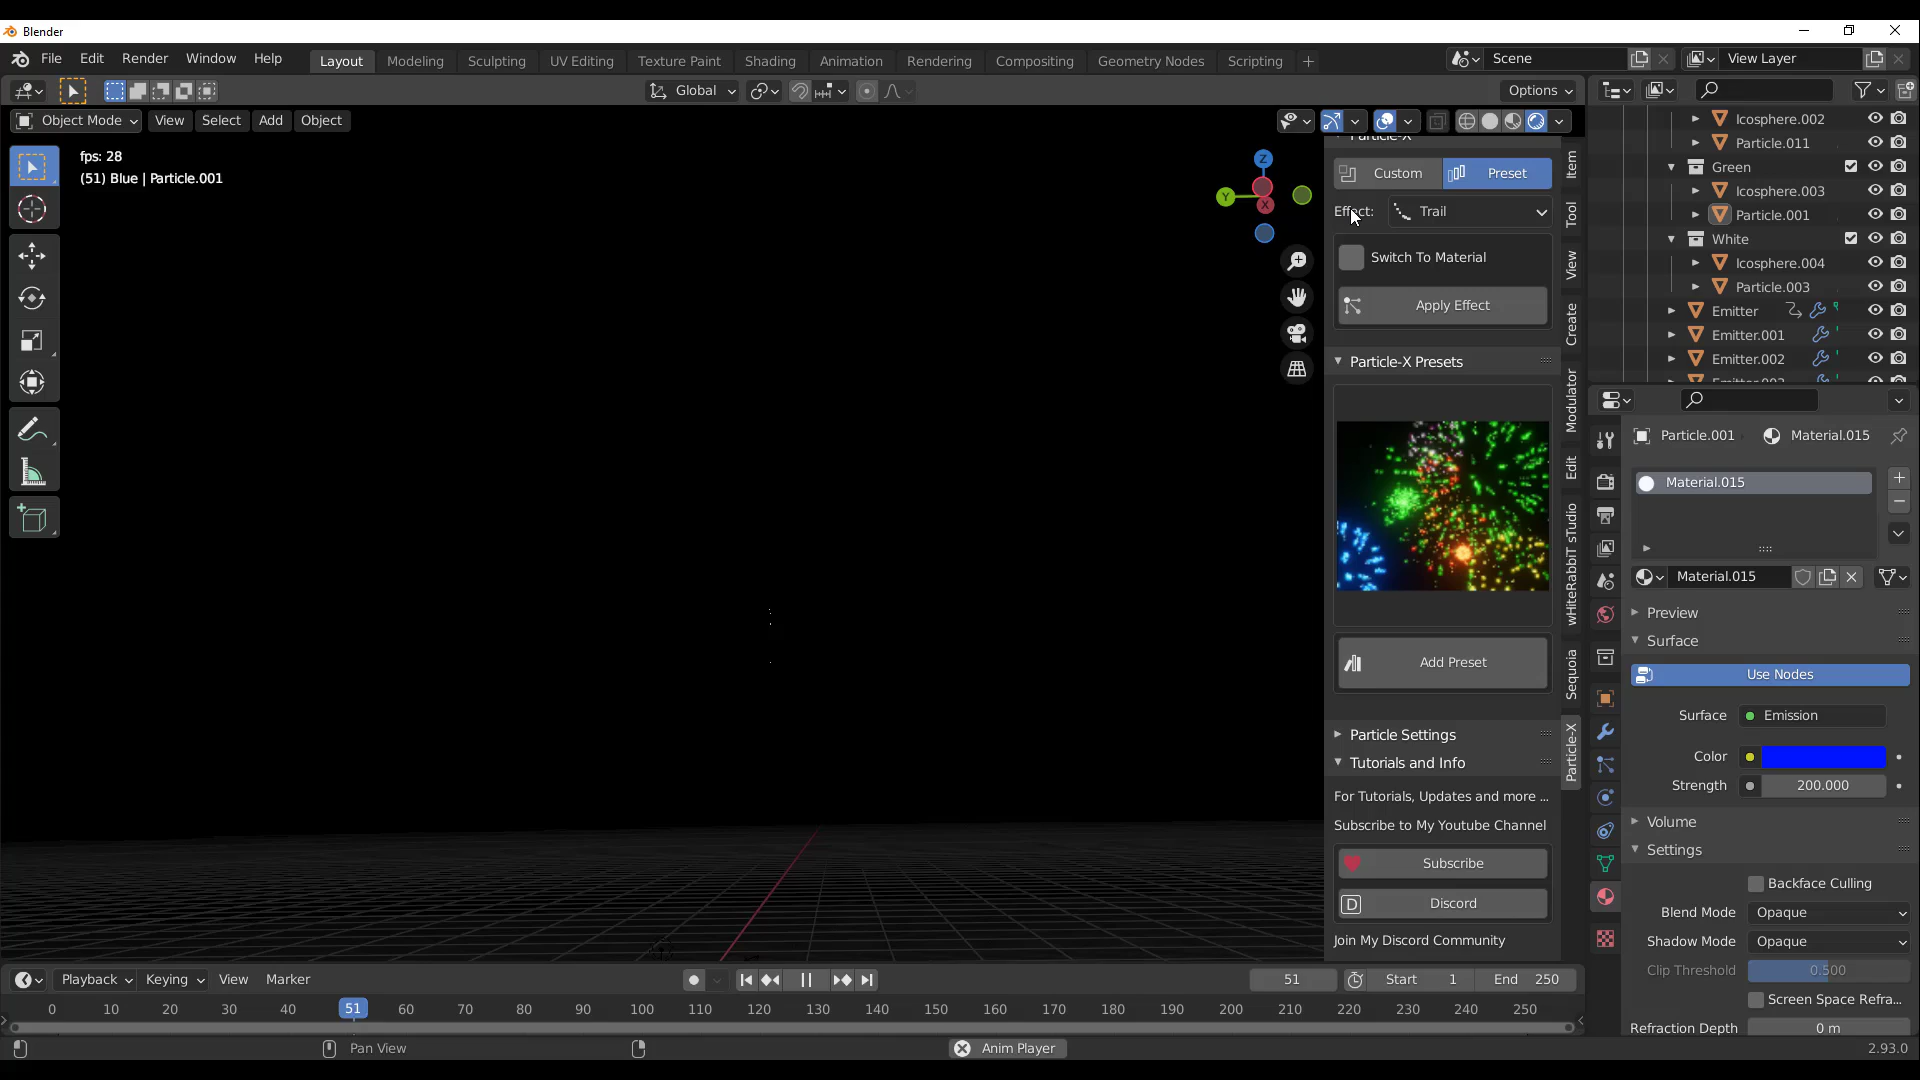 Blender
File Edit Render Window Help
Layout Modeling Sculpting UV Editing Texture Paint Shading Animation Rendering Compositing Geometry Nodes Scripting +
Scene
View Layer
Global
Options
Object Mode View Select Add Object
fps: 28
(51) Blue | Particle.001
Z
Y
X
Custom
Preset
Effect: Trail
Switch To Material
Apply Effect
Particle-X Presets
Add Preset
Particle Settings
Tutorials and Info
For Tutorials, Updates and more ...
Subscribe to My Youtube Channel
Subscribe
D Discord
Join My Discord Community
Item
Tool
View
Create
Modulator
Edit
wHiteRabbiT sTudio
Sequoia
Particle-X
Icosphere.002
Particle.011
Green
Icosphere.003
Particle.001
White
Icosphere.004
Particle.003
Emitter
Emitter.001
Emitter.002
Particle.001 Material.015
Material.015
Material.015
Preview
Surface
Use Nodes
Surface Emission
Color
Strength 200.000
Volume
Settings
Backface Culling
Blend Mode Opaque
Shadow Mode Opaque
Clip Threshold 0.500
Screen Space Refra...
Refraction Depth 0 m
Playback Keying View Marker
51 Start 1 End 250
0 10 20 30 40 51 60 70 80 90 100 110 120 130 140 150 160 170 180 190 200 210 220 230 240 250
Pan View
Anim Player
2.93.0